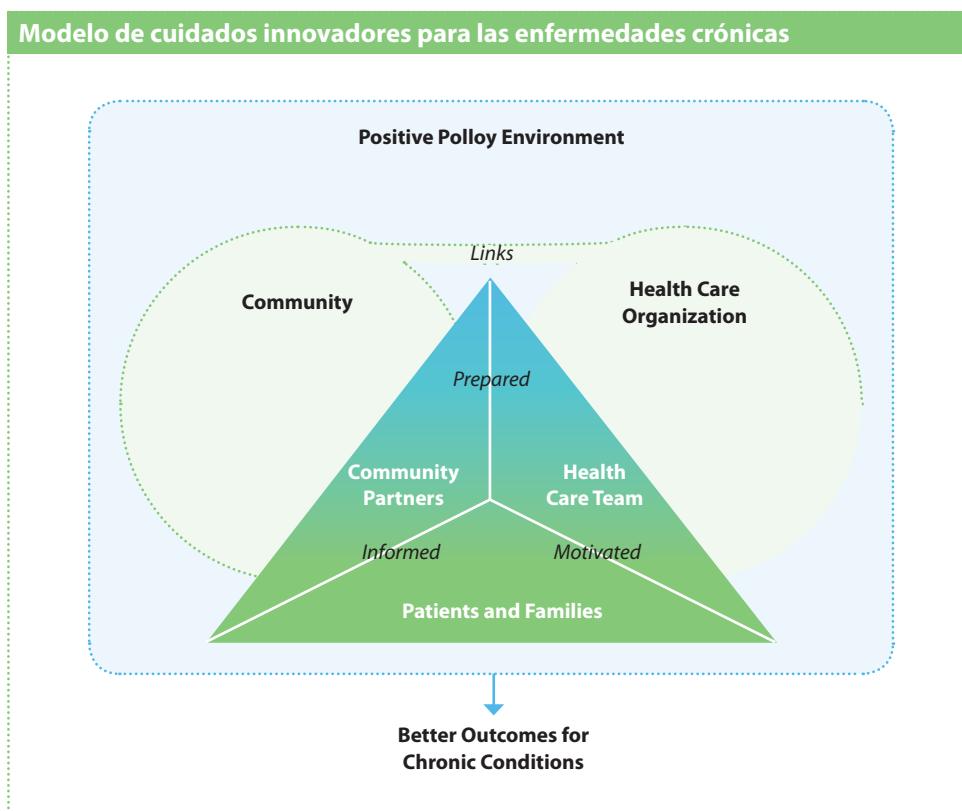 Modelo de cuidados innovadores para las enfermedades crónicas
Positive Polloy Environment
Links
Community
Health Care
Organization
Prepared
Community
Partners
Health
Care Team
Informed
Motivated
Patients and Families
Better Outcomes for
Chronic Conditions